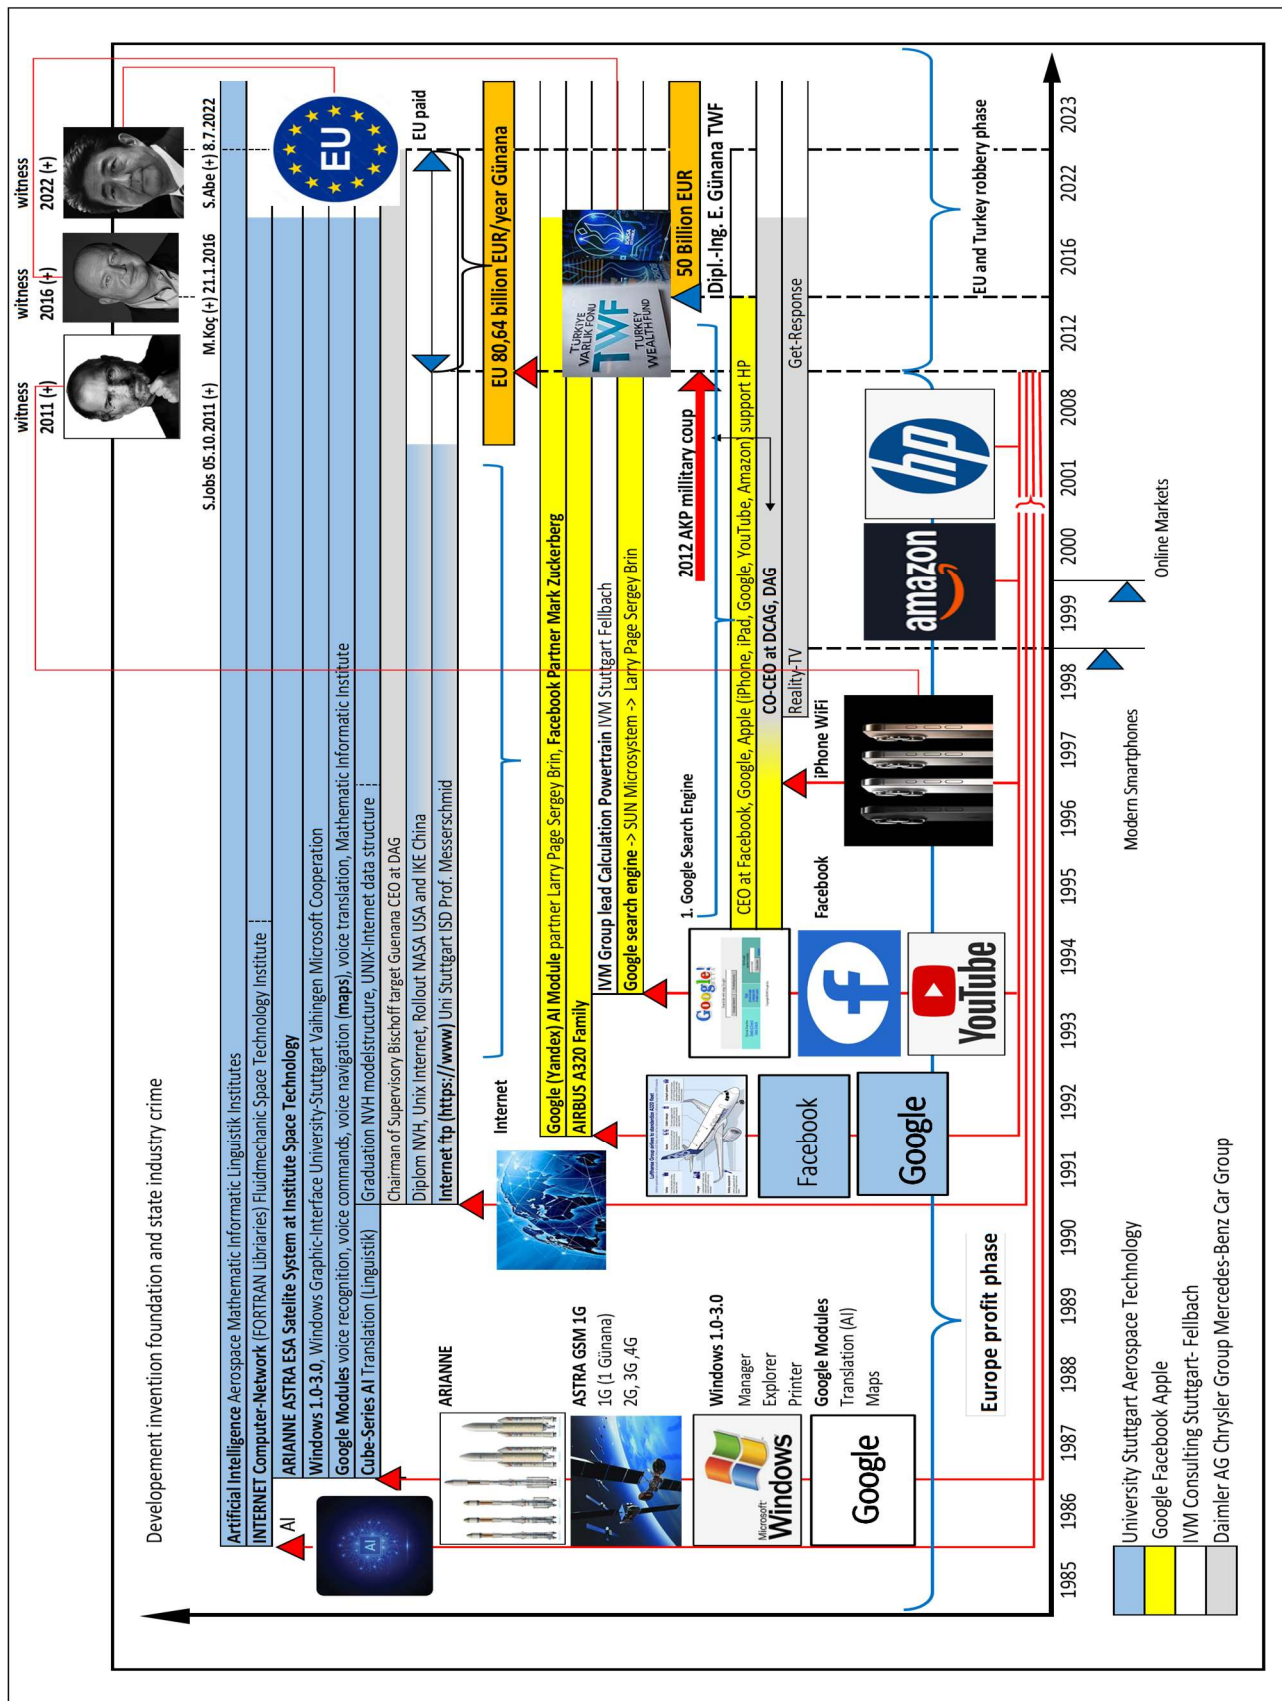 Developement invention foundation and state industry crime
witness
2011 (+)
witness
2016 (+)
witness
2022 (+)
S.Jobs 05.10.2011 (+)
M.Koç (+) 21.1.2016
S.Abe (+) 8.7.2022
Artificial Intelligence Aerospace Mathematic Informatic Linguistik Institutes
INTERNET Computer-Network (FORTRAN Libraries) Fluidmechanic Space Technology Institute
AI
AI
ARIANNE ASTRA ESA Satelite System at Institute Space Technology
Windows 1.0-3.0, Windows Graphic-Interface University-Stuttgart Vaihingen Microsoft Cooperation
Google Modules voice recognition, voice commands, voice navigation (maps), voice translation, Mathematic Informatic Institute
Cube-Series AI Translation (Linguistik)
Graduation NVH modelstructure, UNIX-Internet data structure
EU
Chairman of Supervisory Bischoff target Guenana CEO at DAG
Diplom NVH, Unix Internet, Rollout NASA USA and IKE China
EU paid
Internet ftp (https://www) Uni Stuttgart ISD Prof. Messerschmid
ARIANNE
Internet
EU 80,64 billion EUR/year Günana
Google (Yandex) AI Module partner Larry Page Sergey Brin, Facebook Partner Mark Zuckerberg
AIRBUS A320 Family
ASTRA GSM 1G
1G (1 Günana)
2G, 3G ,4G
IVM Group lead Calculation Powertrain IVM Stuttgart Fellbach
Google search engine -> SUN Microsystem -> Larry Page Sergey Brin
TÜRKİYE
VARLIK FONU
TWF
TURKEY
WEALTH FUND
50 Billion EUR
Dipl.-Ing. E. Günana TWF
1. Google Search Engine
2012 AKP millitary coup
Windows 1.0-3.0
Manager
Explorer
Printer
Microsoft
Windows
Google!
CEO at Facebook, Google, Apple (iPhone, iPad, Google, YouTube, Amazon) support HP
CO-CEO at DCAG, DAG
Reality-TV
Get-Response
Google Modules
Translation (AI)
Maps
Google
Facebook
Facebook
iPhone WiFi
Google
YouTube
amazon
hp
Europe profit phase
EU and Turkey robbery phase
1985
1986
1987
1988
1989
1990
1991
1992
1993
1994
1995
1996
1997
1998
1999
2000
2001
2008
2012
2016
2022
2023
Modern Smartphones
Online Markets
University Stuttgart Aerospace Technology
Google Facebook Apple
IVM Consulting Stuttgart- Fellbach
Daimler AG Chrysler Group Mercedes-Benz Car Group